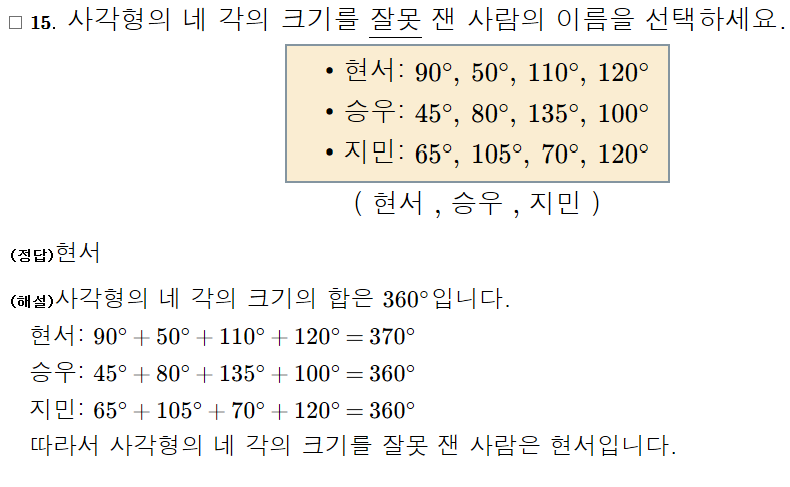 □ 15. 사각형의 네 각의 크기를 잘못 잰 사람의 이름을 선택하세요.
• 현서: 90°, 50°, 110°, 120°
• 승우: 45°, 80°, 135°, 100°
• 지민: 65°, 105°, 70°, 120°
( 현서 , 승우 , 지민 )
(정답)현서
(해설)사각형의 네 각의 크기의 합은 360°입니다.
현서: 90° + 50° + 110° + 120° = 370°
승우: 45° + 80° + 135° + 100° = 360°
지민: 65° + 105° + 70° + 120° = 360°
따라서 사각형의 네 각의 크기를 잘못 잰 사람은 현서입니다.